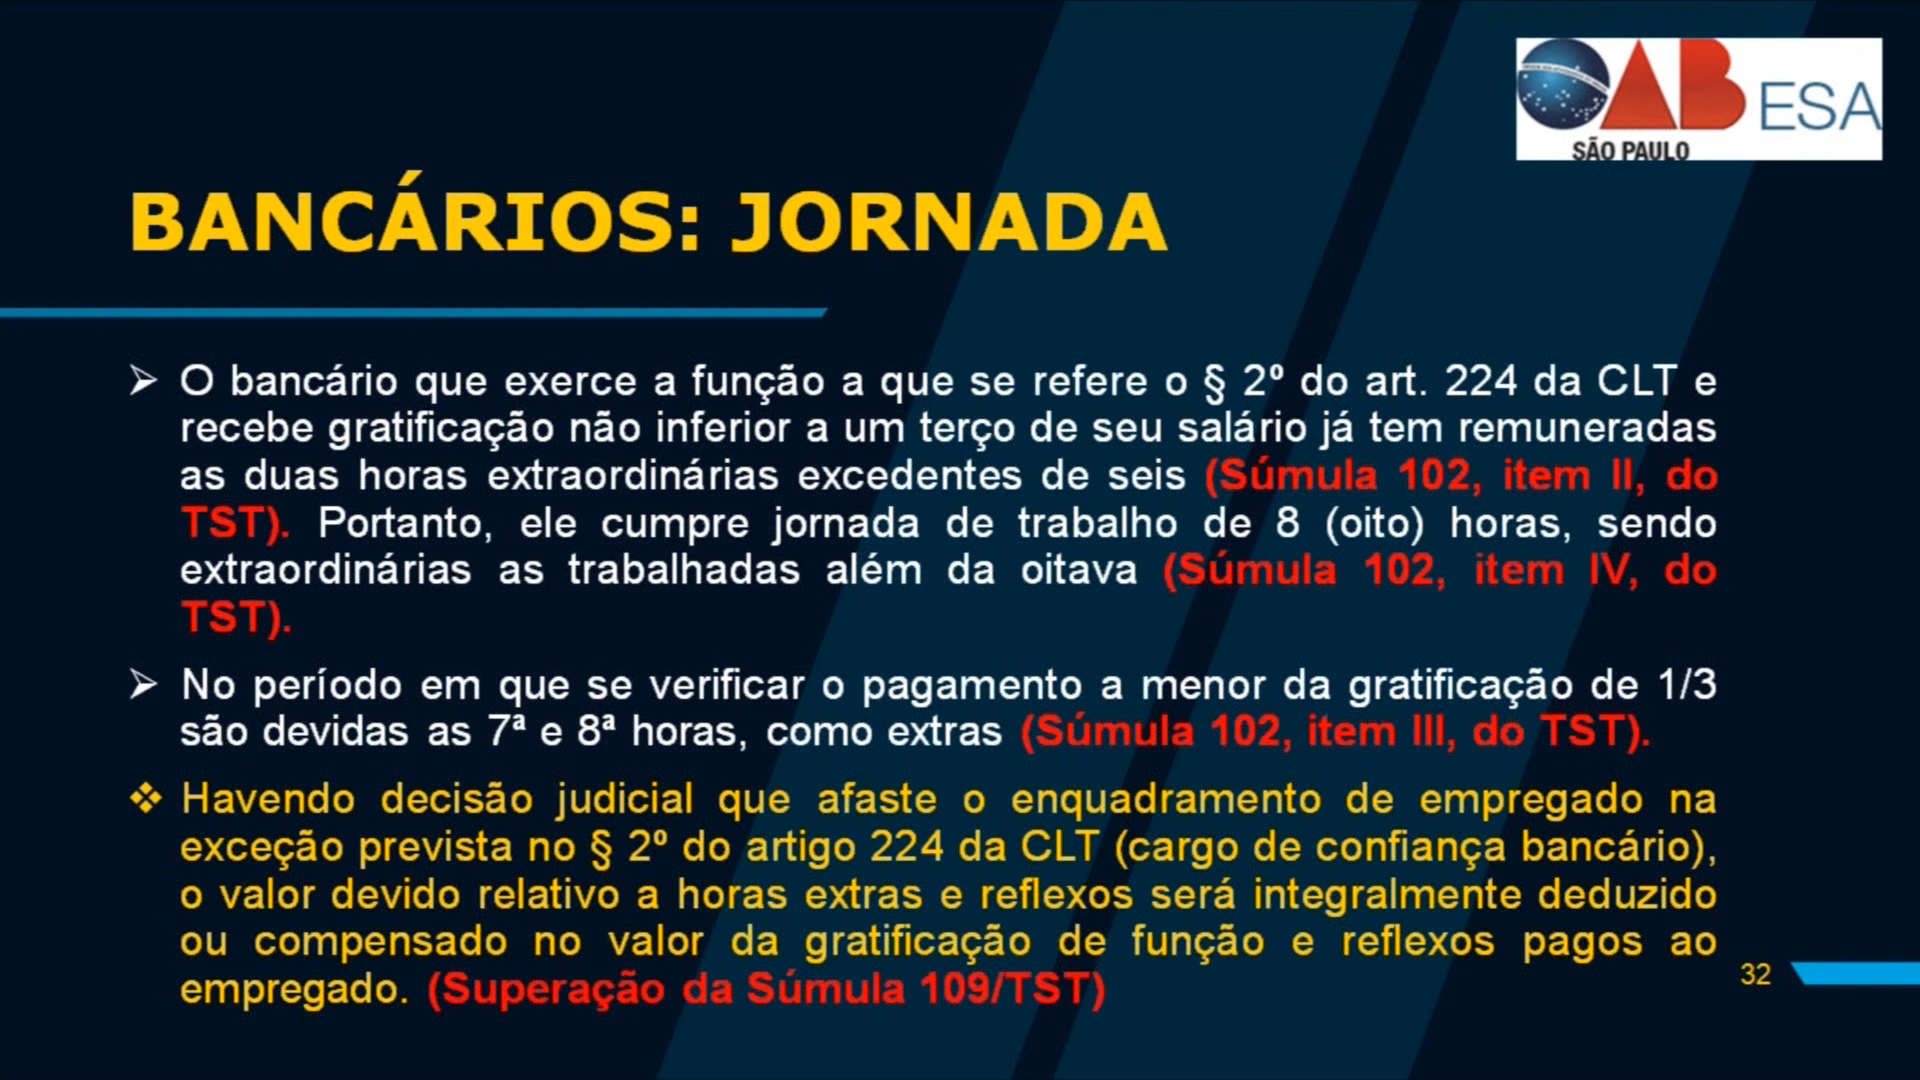 OAB ESA
SÃO PAULO
BANCÁRIOS: JORNADA
➢ O bancário que exerce a função a que se refere o § 2º do art. 224 da CLT e
recebe gratificação não inferior a um terço de seu salário já tem remuneradas
as duas horas extraordinárias excedentes de seis (Súmula 102, item II, do
TST). Portanto, ele cumpre jornada de trabalho de 8 (oito) horas, sendo
extraordinárias as trabalhadas além da oitava (Súmula 102, item IV, do
TST).
➢ No período em que se verificar o pagamento a menor da gratificação de 1/3
são devidas as 7ª e 8ª horas, como extras (Súmula 102, item III, do TST).
❖ Havendo decisão judicial que afaste o enquadramento de empregado na
exceção prevista no § 2º do artigo 224 da CLT (cargo de confiança bancário),
o valor devido relativo a horas extras e reflexos será integralmente deduzido
ou compensado no valor da gratificação de função e reflexos pagos ao
empregado. (Superação da Súmula 109/TST)
32